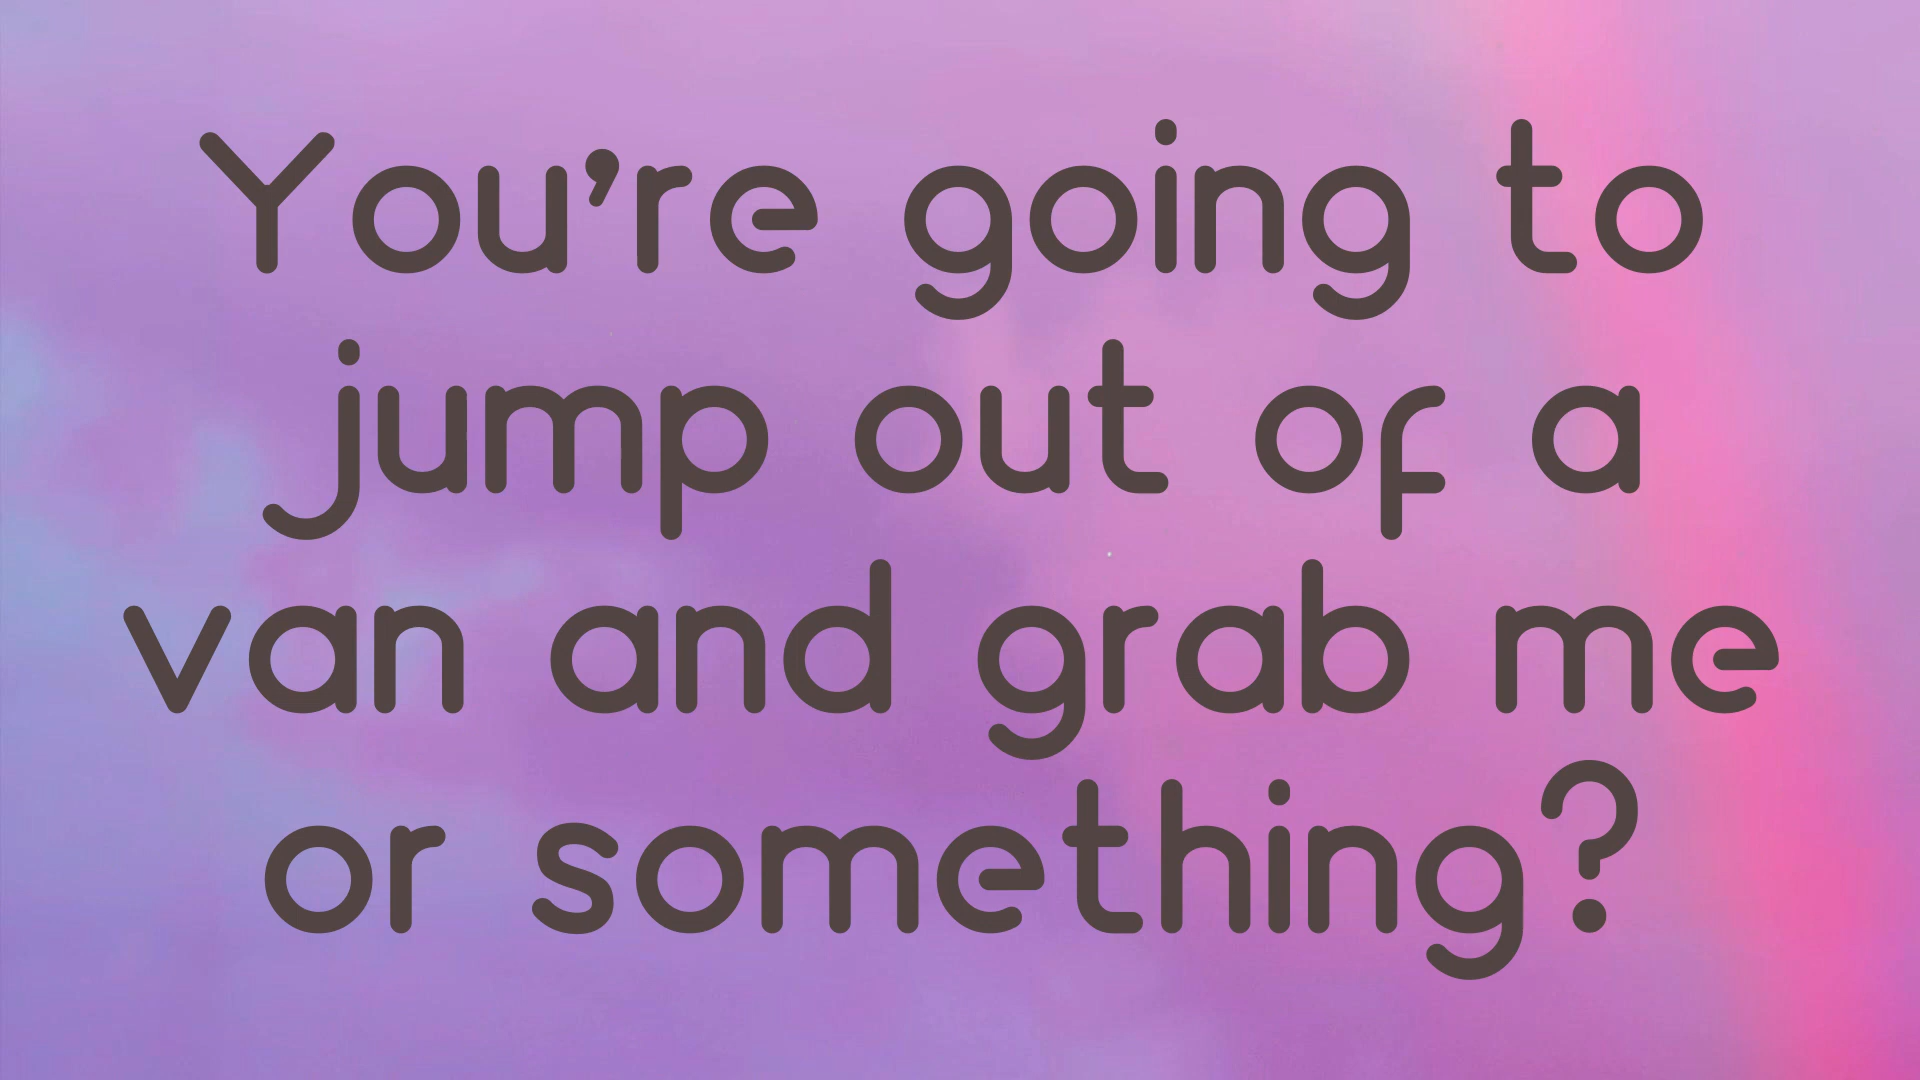 You’re going to
jump out of a
van and grab me
or something?